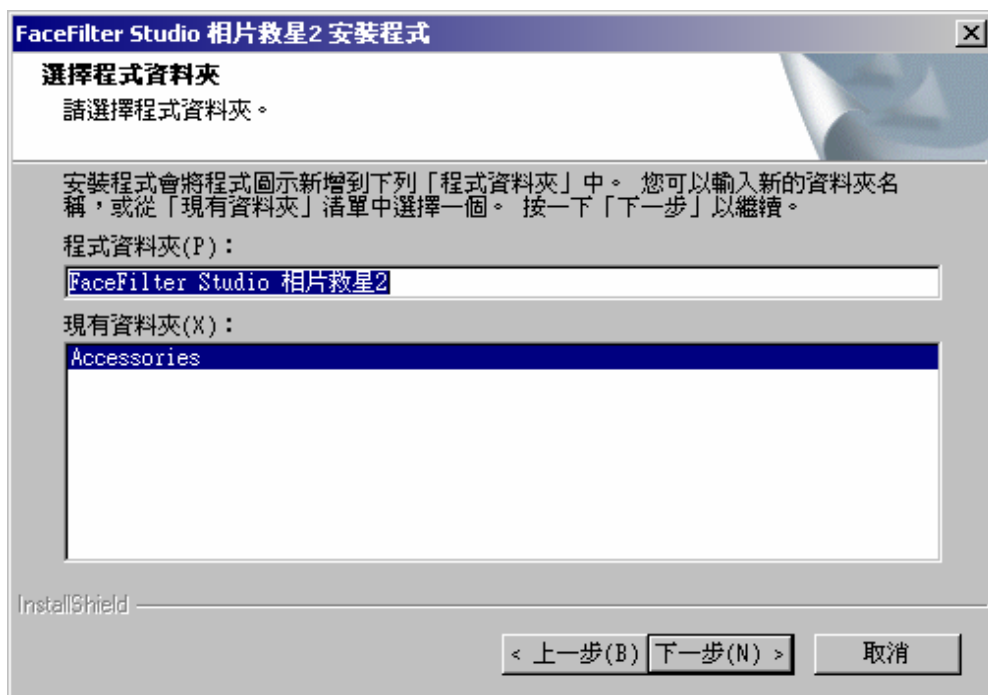 FaceFilter Studio 相片救星2 安裝程式
選擇程式資料夾
請選擇程式資料夾。
安裝程式會將程式圖示新增到下列「程式資料夾」中。 您可以輸入新的資料夾名
稱，或從「現有資料夾」清單中選擇一個。 按一下「下一步」以繼續。
程式資料夾(P)：
FaceFilter Studio 相片救星2
現有資料夾(X)：
Accessories
InstallShield
< 上一步(B) 下一步(N) > 取消